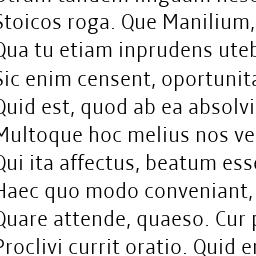 Stoicos roga. Que Manilium,
Qua tu etiam inprudens uteb
Sic enim censent, oportunita
Quid est, quod ab ea absolvi
Multoque hoc melius nos ve
Qui ita affectus, beatum esse
Haec quo modo conveniant,
Quare attende, quaeso. Cur p
Proclivi currit oratio. Quid er